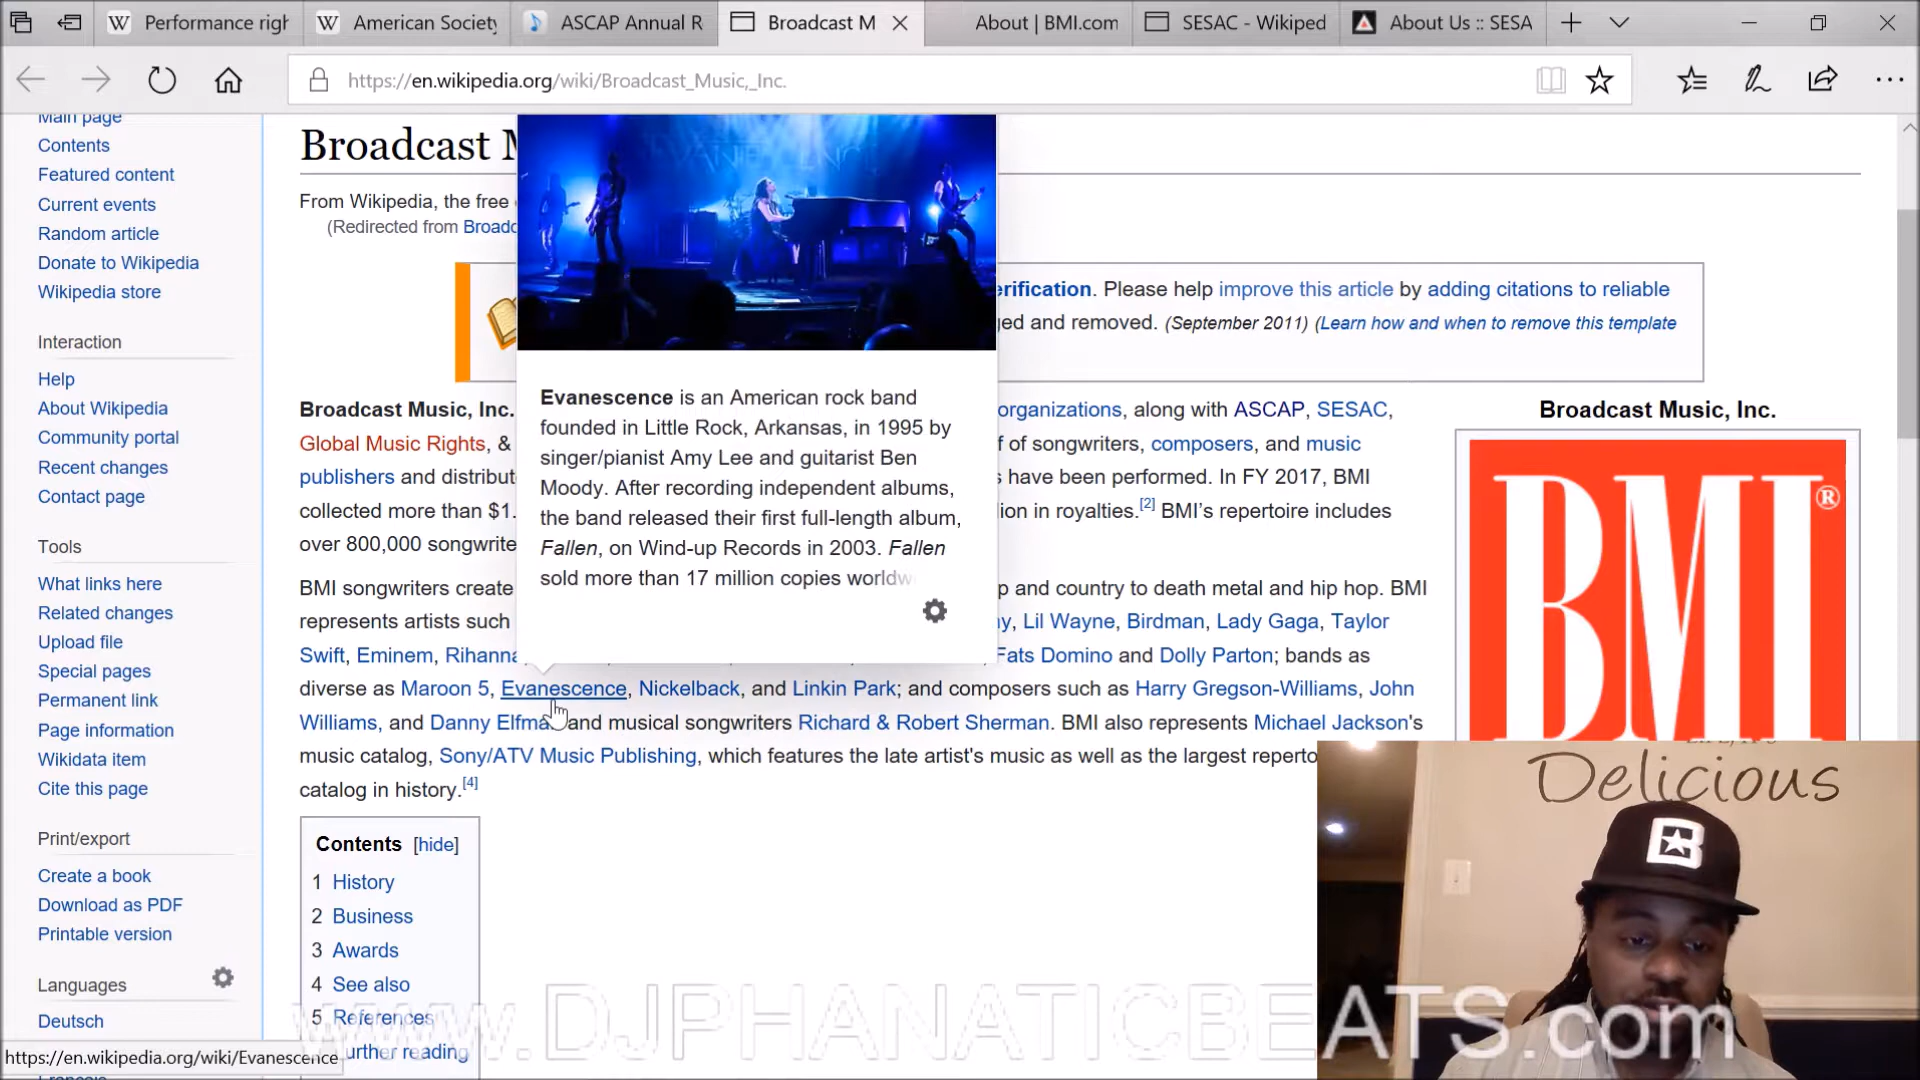 Performance righ
American Society
ASCAP Annual R
Broadcast M
About | BMI.com
SESAC - Wikiped
About Us :: SESA
https://en.wikipedia.org/wiki/Broadcast_Music,_Inc.
Main page
Contents
Featured content
Current events
Random article
Donate to Wikipedia
Wikipedia store
Interaction
Help
About Wikipedia
Community portal
Recent changes
Contact page
Tools
What links here
Related changes
Upload file
Special pages
Permanent link
Page information
Wikidata item
Cite this page
Print/export
Create a book
Download as PDF
Printable version
Languages
Deutsch
https://en.wikipedia.org/wiki/Evanescence
Broadcast M
From Wikipedia, the free
(Redirected from Broadc
erification. Please help improve this article by adding citations to reliable
ged and removed. (September 2011) (Learn how and when to remove this template
Evanescence is an American rock band
founded in Little Rock, Arkansas, in 1995 by
singer/pianist Amy Lee and guitarist Ben
Moody. After recording independent albums,
the band released their first full-length album,
Fallen, on Wind-up Records in 2003. Fallen
sold more than 17 million copies worldw
Broadcast Music, Inc. organizations, along with ASCAP, SESAC,
Global Music Rights, & f of songwriters, composers, and music
publishers and distribut s have been performed. In FY 2017, BMI
collected more than $1. ion in royalties.[2] BMI's repertoire includes
over 800,000 songwrite
BMI songwriters create p and country to death metal and hip hop. BMI
represents artists such y, Lil Wayne, Birdman, Lady Gaga, Taylor
Swift, Eminem, Rihanna Fats Domino and Dolly Parton; bands as
diverse as Maroon 5, Evanescence, Nickelback, and Linkin Park; and composers such as Harry Gregson-Williams, John
Williams, and Danny Elfma and musical songwriters Richard & Robert Sherman. BMI also represents Michael Jackson's
music catalog, Sony/ATV Music Publishing, which features the late artist's music as well as the largest reperto
catalog in history.[4]
Contents [hide]
1 History
2 Business
3 Awards
4 See also
5 References
further reading
Broadcast Music, Inc.
BMI®
Delicious
www.DJPHANATICBEATS.com